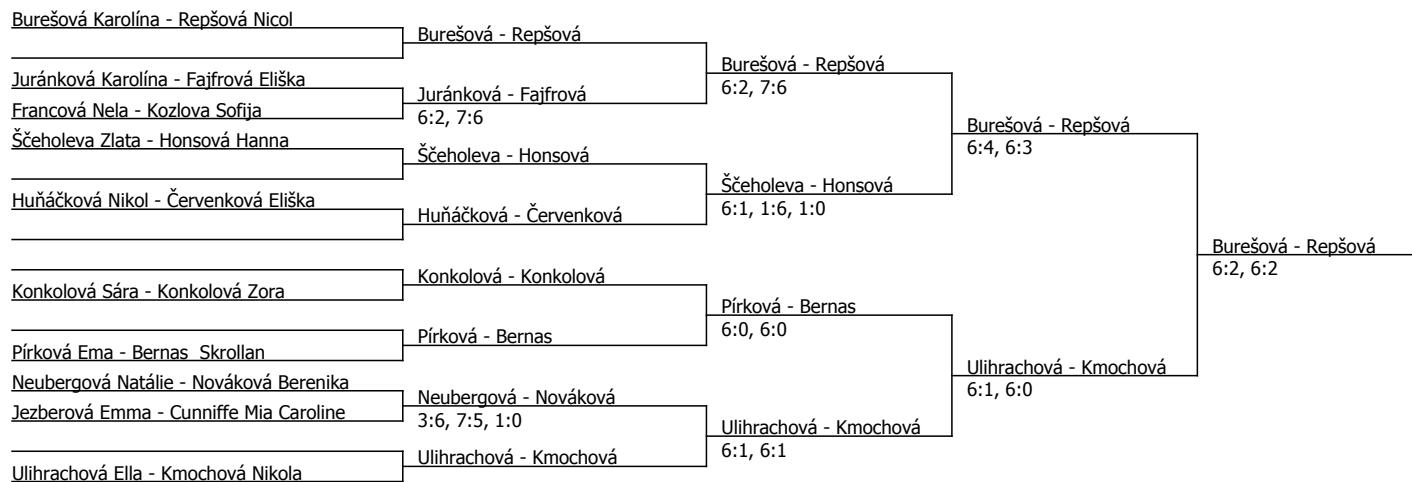 Burešová Karolína - Repšová Nicol
Juránková Karolína - Fajfrová Eliška
Francová Nela - Kozlova Sofija
Ščeholeva Zlata - Honsová Hanna
Huňáčková Nikol - Červenková Eliška
Konkolová Sára - Konkolová Zora
Pírková Ema - Bernas  Skrollan
Neubergová Natálie - Nováková Berenika
Jezberová Emma - Cunniffe Mia Caroline
Ulihrachová Ella - Kmochová Nikola
Burešová - Repšová
Juránková - Fajfrová
6:2, 7:6
Ščeholeva - Honsová
Huňáčková - Červenková
Konkolová - Konkolová
Pírková - Bernas
Neubergová - Nováková
3:6, 7:5, 1:0
Ulihrachová - Kmochová
Burešová - Repšová
6:2, 7:6
Ščeholeva - Honsová
6:1, 1:6, 1:0
Pírková - Bernas
6:0, 6:0
Ulihrachová - Kmochová
6:1, 6:1
Burešová - Repšová
6:4, 6:3
Ulihrachová - Kmochová
6:1, 6:0
Burešová - Repšová
6:2, 6:2